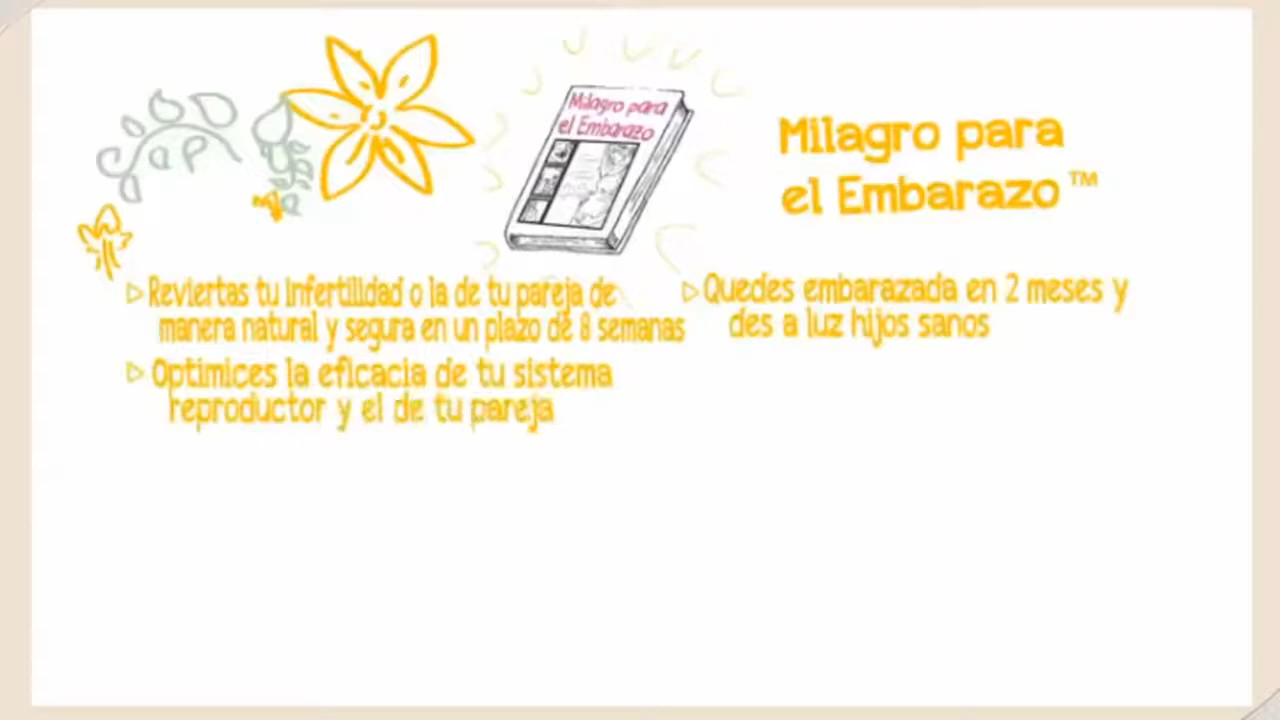 Milagro para
el Embarazo
Milagro para
el Embarazo™
▷Reviertas tu infertilidad o la de tu pareja de
manera natural y segura en un plazo de 8 semanas
▷Optimices la eficacia de tu sistema
reproductor y el de tu pareja
▷Quedes embarazada en 2 meses y
des a luz hijos sanos